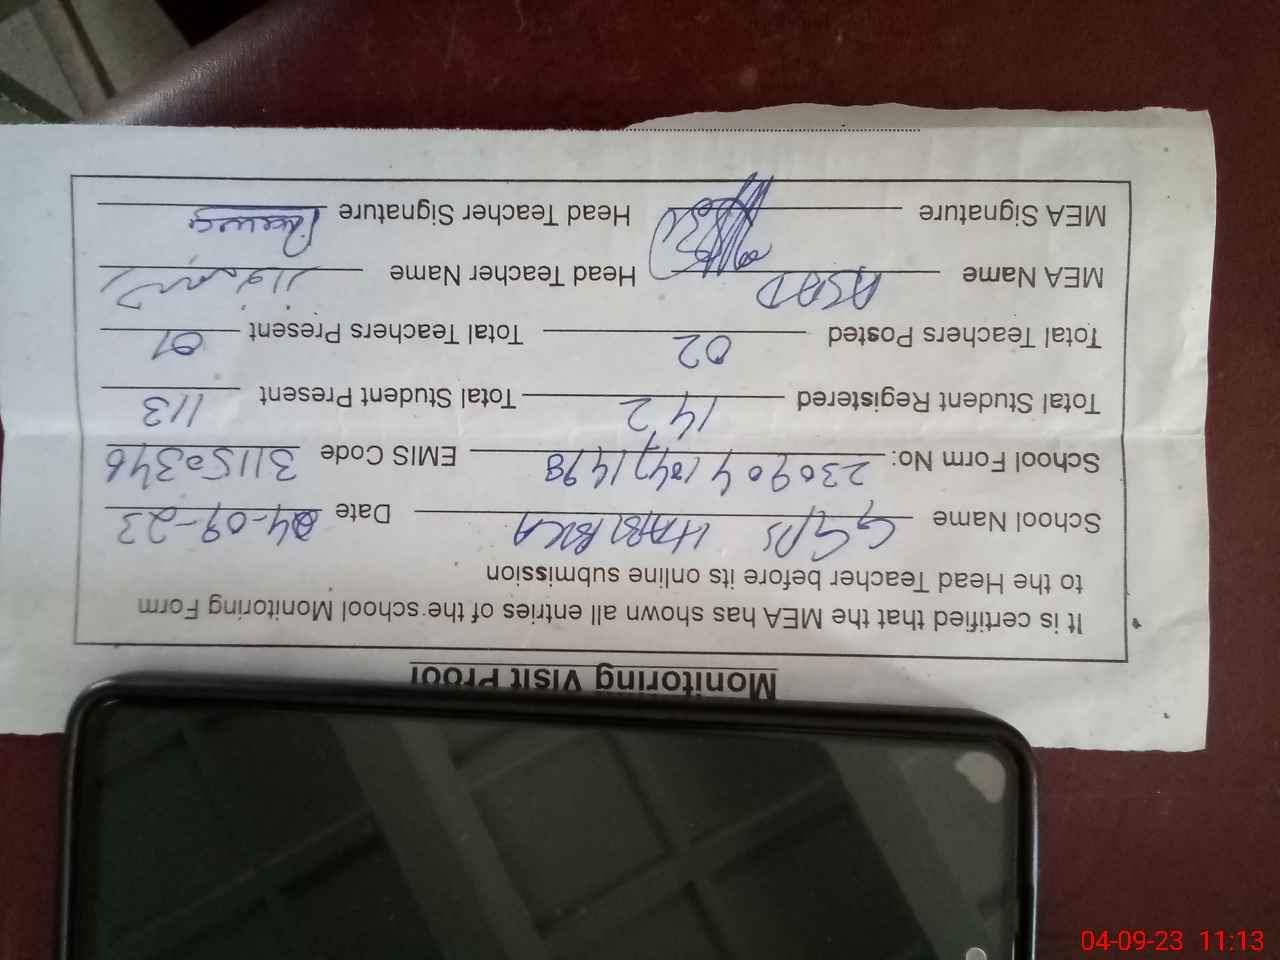 Monitoring Visit Proof
It is certified that the MEA has shown all entries of the school Monitoring Form
to the Head Teacher before its online submission
School Name GGPS HABIB KA Date 04-09-23
School Form No: EMIS Code 31150346
Total Student Registered 142 Total Student Present 113
Total Teachers Posted 02 Total Teachers Present 01
MEA Name ASAD Head Teacher Name
MEA Signature Head Teacher Signature
04-09-23 11:13